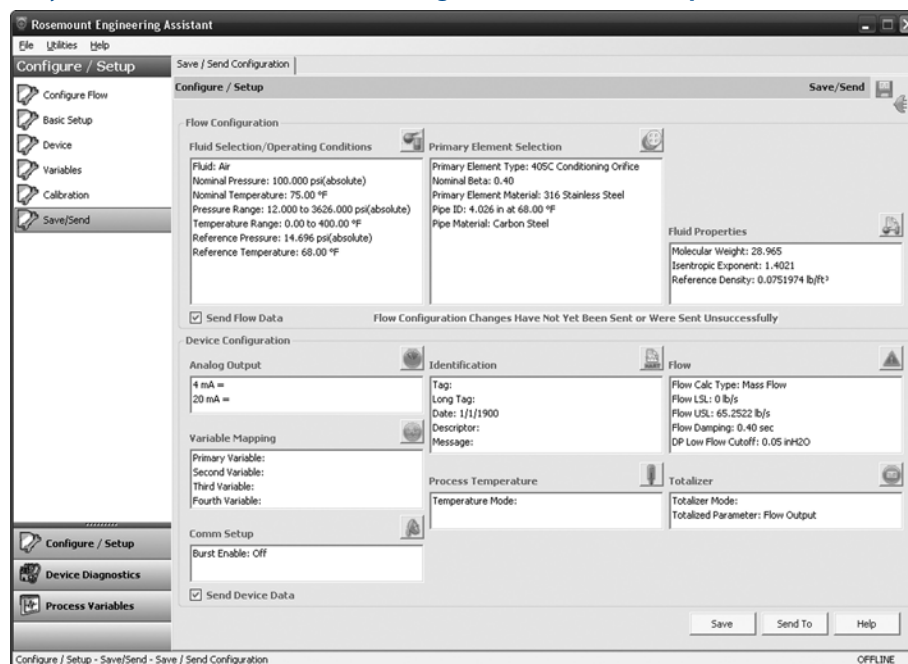 Rosemount Engineering Assistant
File Utilities Help
Configure / Setup
Configure Flow
Basic Setup
Device
Variables
Calibration
Save/Send
Configure / Setup
Device Diagnostics
Process Variables
Save / Send Configuration
Configure / Setup
Save/Send
Flow Configuration
Fluid Selection/Operating Conditions
Fluid: Air
Nominal Pressure: 100.000 psi(absolute)
Nominal Temperature: 75.00 °F
Pressure Range: 12.000 to 3626.000 psi(absolute)
Temperature Range: 0.00 to 400.00 °F
Reference Pressure: 14.696 psi(absolute)
Reference Temperature: 68.00 °F
Primary Element Selection
Primary Element Type: 405C Conditioning Orifice
Nominal Beta: 0.40
Primary Element Material: 316 Stainless Steel
Pipe ID: 4.026 in at 68.00 °F
Pipe Material: Carbon Steel
Fluid Properties
Molecular Weight: 28.965
Isentropic Exponent: 1.4021
Reference Density: 0.0751974 lb/ft³
Send Flow Data
Flow Configuration Changes Have Not Yet Been Sent or Were Sent Unsuccessfully
Device Configuration
Analog Output
4 mA =
20 mA =
Variable Mapping
Primary Variable:
Second Variable:
Third Variable:
Fourth Variable:
Comm Setup
Burst Enable: Off
Identification
Tag:
Long Tag:
Date: 1/1/1900
Descriptor:
Message:
Process Temperature
Temperature Mode:
Flow
Flow Calc Type: Mass Flow
Flow LSL: 0 lb/s
Flow USL: 65.2522 lb/s
Flow Damping: 0.40 sec
DP Low Flow Cutoff: 0.05 inH2O
Totalizer
Totalizer Mode:
Totalized Parameter: Flow Output
Send Device Data
Save
Send To
Help
Configure / Setup - Save/Send - Save / Send Configuration
OFFLINE